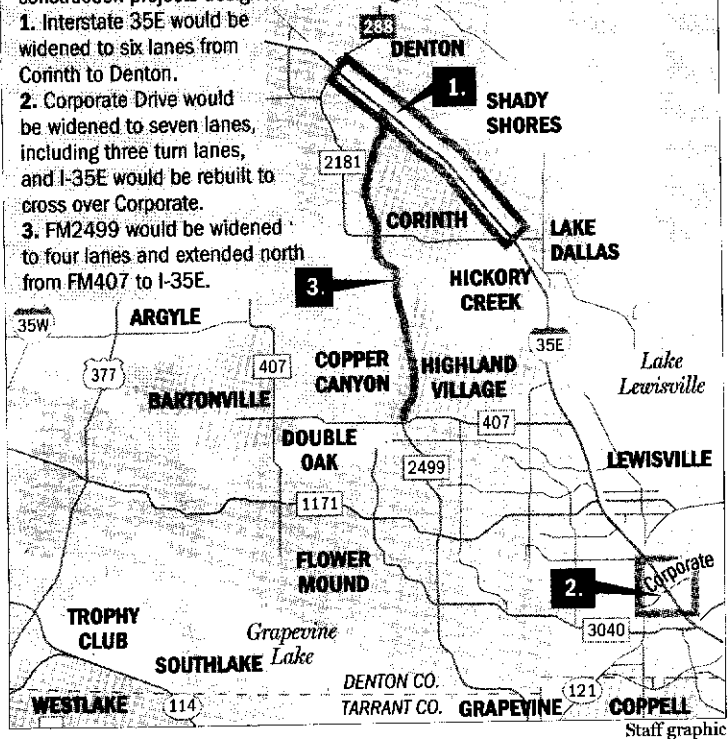 construction projects
1. Interstate 35E would be
widened to six lanes from
Corinth to Denton.
2. Corporate Drive would
be widened to seven lanes,
including three turn lanes,
and I-35E would be rebuilt to
cross over Corporate.
3. FM2499 would be widened
to four lanes and extended north
from FM407 to I-35E.
288
DENTON
1.
SHADY
SHORES
2181
CORINTH
LAKE
DALLAS
3.
HICKORY
CREEK
35W
ARGYLE
35E
377
407
COPPER
CANYON
HIGHLAND
VILLAGE
Lake
Lewisville
BARTONVILLE
407
DOUBLE
OAK
2499
LEWISVILLE
1171
FLOWER
MOUND
Corporate
2.
TROPHY
CLUB
Grapevine
Lake
3040
SOUTHLAKE
DENTON CO.
TARRANT CO.
WESTLAKE
114
GRAPEVINE
121
COPPELL
Staff graphic